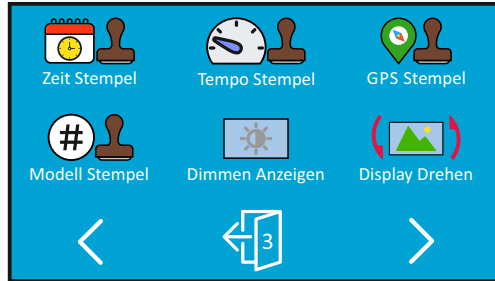 Zeit Stempel
Tempo Stempel
GPS Stempel
#
Modell Stempel
Dimmen Anzeigen
Display Drehen
3